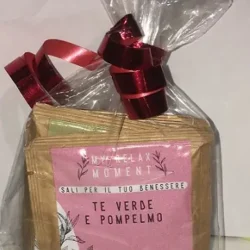 MY RELAX
MOMENT
SALI PER IL TUO BENESSERE
TE VERDE
E POMPELMO